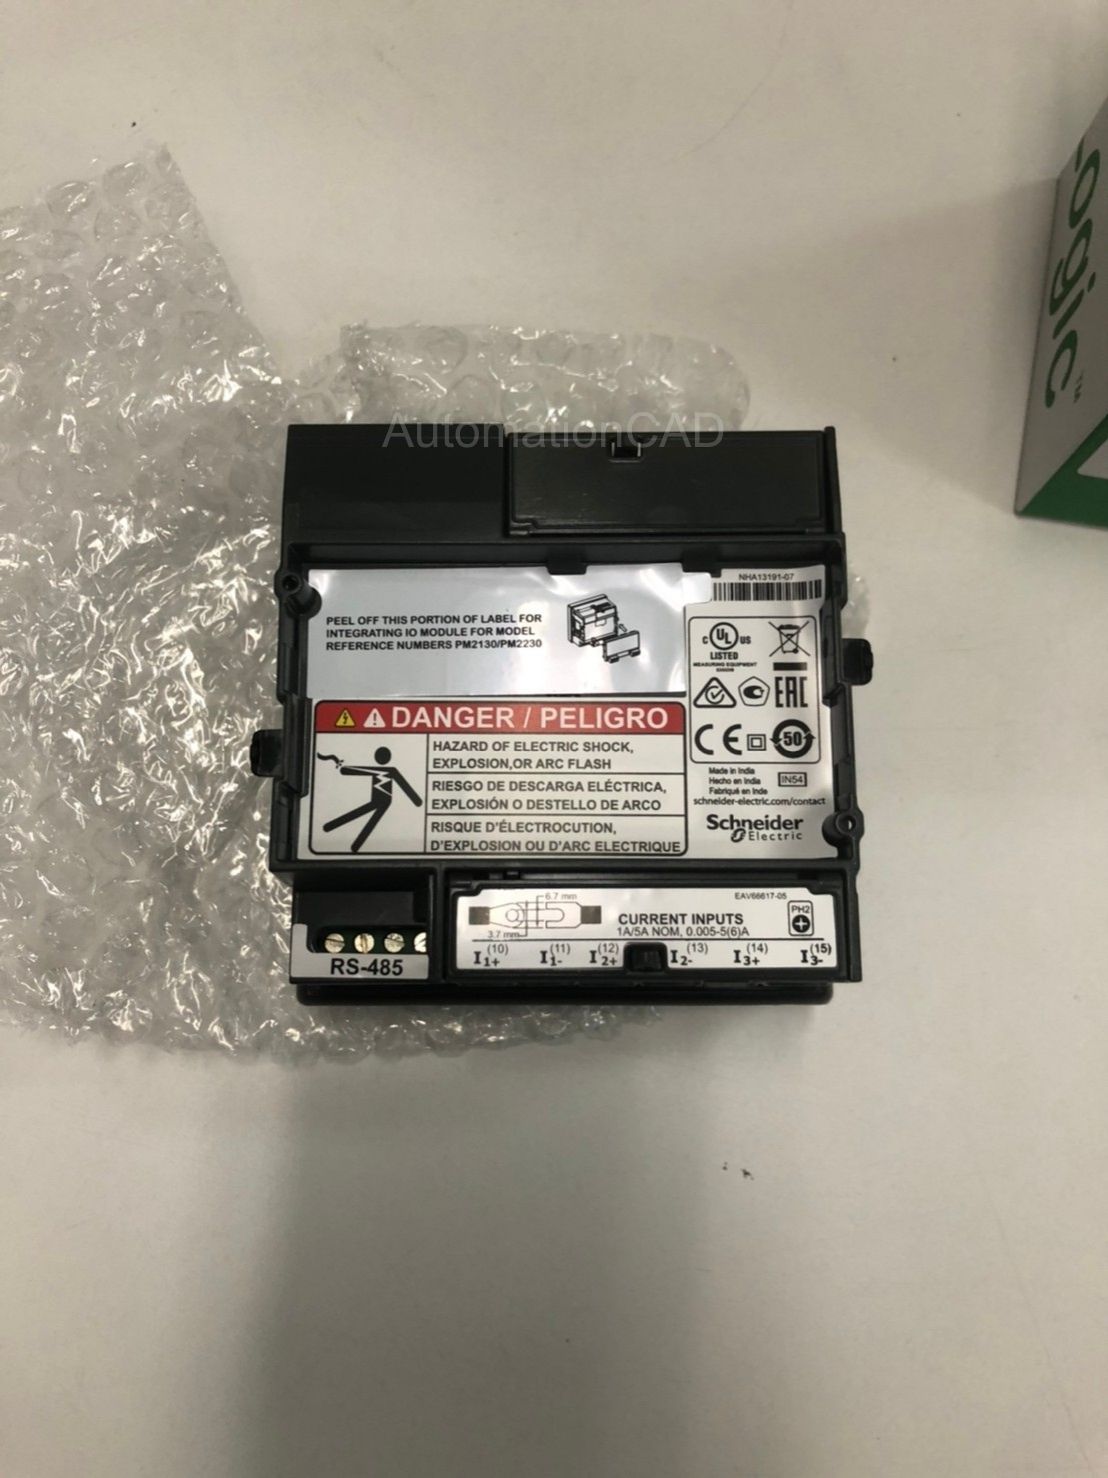 ogic™
AutomationCAD
NHA13191-07
PEEL OFF THIS PORTION OF LABEL FOR
INTEGRATING IO MODULE FOR MODEL
REFERENCE NUMBERS PM2130/PM2230
C UL US
LISTED
MEASURING EQUIPMENT
EAC
CE
50
DANGER / PELIGRO
HAZARD OF ELECTRIC SHOCK,
EXPLOSION,OR ARC FLASH
RIESGO DE DESCARGA ELÉCTRICA,
EXPLOSIÓN O DESTELLO DE ARCO
RISQUE D'ÉLECTROCUTION,
D'EXPLOSION OU D'ARC ELECTRIQUE
Made in India
Hecho en India
Fabriqué en Inde
IN54
schneider-electric.com/contact
Schneider
Electric
RS-485
6.7 mm
3.7 mm
CURRENT INPUTS
1A/5A NOM, 0.005-5(6)A
EAV66617-05
PH2
I1+ (10) I1- (11) I2+ (12) I2- (13) I3+ (14) I3- (15)